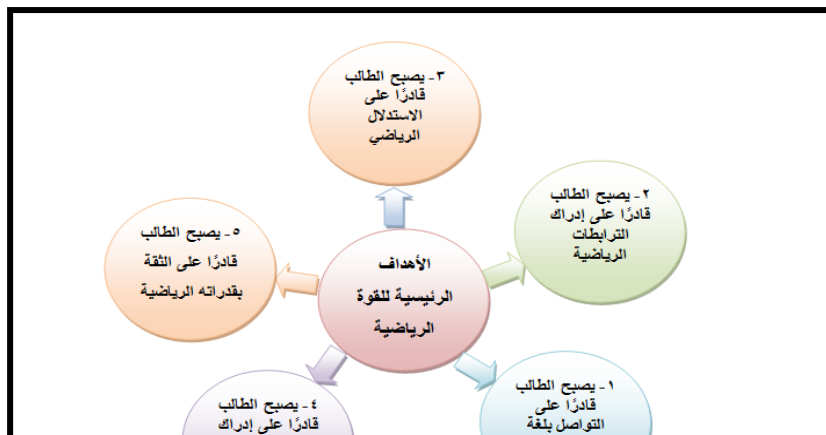 ٣- يصبح الطالب
قادرًا على
الاستدلال
الرياضي
٢- يصبح الطالب
قادرًا على إدراك
الترابطات
الرياضية
٥- يصبح الطالب
قادرًا على الثقة
بقدراته الرياضية
الأهداف
الرئيسية للقوة
الرياضية
١- يصبح الطالب
قادرًا على
التواصل بلغة
٤- يصبح الطالب
قادرًا على إدراك